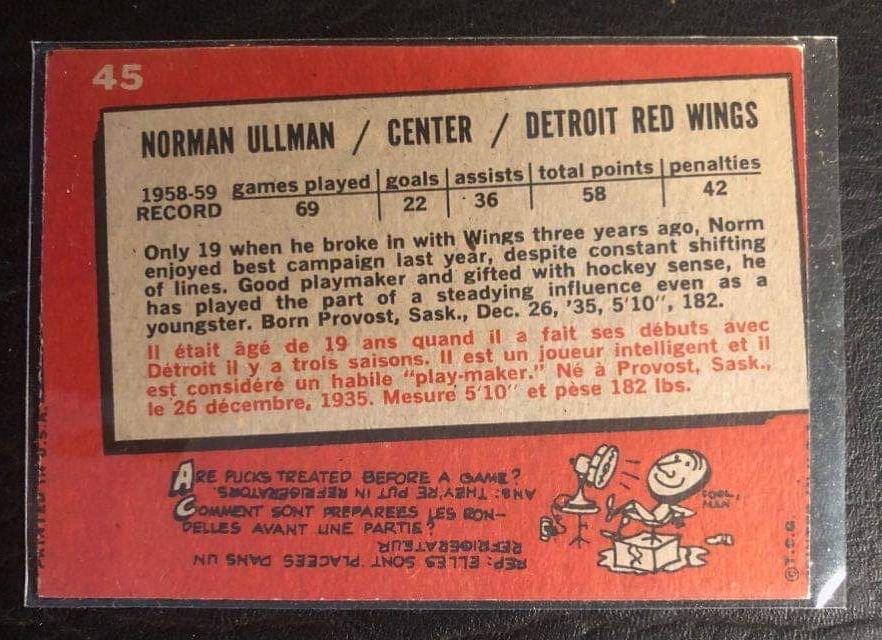 45
NORMAN ULLMAN / CENTER / DETROIT RED WINGS
1958-59 games played goals assists total points penalties
RECORD 69 22 36 58 42
Only 19 when he broke in with Wings three years ago, Norm
enjoyed best campaign last year, despite constant shifting
of lines. Good playmaker and gifted with hockey sense, he
has played the part of a steadying influence even as a
youngster. Born Provost, Sask., Dec. 26, '35, 5'10", 182.
Il était âgé de 19 ans quand il a fait ses débuts avec
Détroit il y a trois saisons. Il est un joueur intelligent et il
est considéré un habile "play-maker." Né à Provost, Sask.,
le 26 décembre, 1935. Mesure 5'10" et pèse 182 lbs.
ARE PUCKS TREATED BEFORE A GAME?
ANS: THEY'RE PUT IN REFRIGERATORS.
COMMENT SONT PREPAREES LES RON-
DELLES AVANT UNE PARTIE?
REP: ELLES SONT PLACEES DANS UN
REFRIGERATEUR
COOL,
MAN
© T.C.G.
PRINTED IN U.S.A.